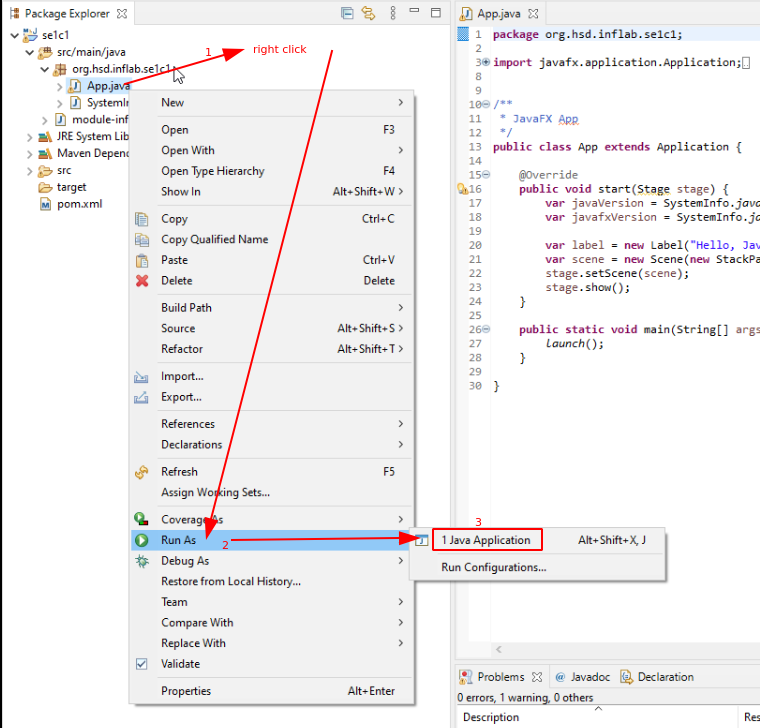 Package Explorer
se1c1
src/main/java
org.hsd.inflab.se1c1
1
right click
App.java
SystemIn
module-inf
JRE System Lib
Maven Depend
src
target
pom.xml
New
Open F3
Open With
Open Type Hierarchy F4
Show In Alt+Shift+W
Copy Ctrl+C
Copy Qualified Name
Paste Ctrl+V
Delete Delete
Build Path
Source Alt+Shift+S
Refactor Alt+Shift+T
Import...
Export...
References
Declarations
Refresh F5
Assign Working Sets...
Coverage As
Run As
2
Debug As
Restore from Local History...
Team
Compare With
Replace With
Validate
Properties Alt+Enter
3
1 Java Application Alt+Shift+X, J
Run Configurations...
App.java
1 package org.hsd.inflab.se1c1;
2
3 import javafx.application.Application;
8
9
10 /**
11 * JavaFX App
12 */
13 public class App extends Application {
14
15 @Override
16 public void start(Stage stage) {
17 var javaVersion = SystemInfo.java
18 var javafxVersion = SystemInfo.ja
19
20 var label = new Label("Hello, Jav
21 var scene = new Scene(new StackPa
22 stage.setScene(scene);
23 stage.show();
24 }
25
26 public static void main(String[] args
27 launch();
28 }
29
30 }
Problems @ Javadoc Declaration
0 errors, 1 warning, 0 others
Description Res